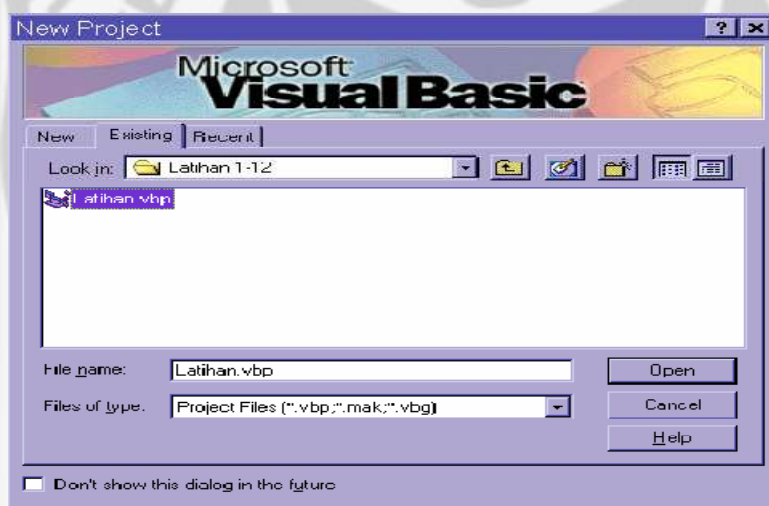 New Project
Microsoft
Visual Basic
New Existing Recent
Look in: Latihan 1-12
Latihan.vbp
File name: Latihan.vbp Open
Files of type: Project Files (*.vbp;*.mak;*.vbg) Cancel
Help
Don't show this dialog in the future